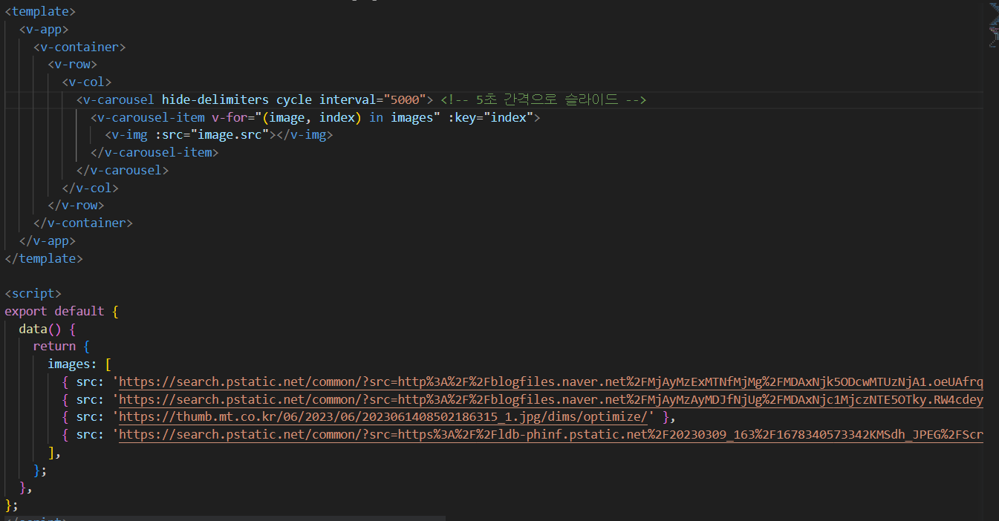 <template>
<v-app>
<v-container>
<v-row>
<v-col>
<v-carousel hide-delimiters cycle interval="5000"> <!-- 5초 간격으로 슬라이드 -->
<v-carousel-item v-for="(image, index) in images" :key="index">
<v-img :src="image.src"></v-img>
</v-carousel-item>
</v-carousel>
</v-col>
</v-row>
</v-container>
</v-app>
</template>
<script>
export default {
data() {
return {
images: [
{ src: 'https://search.pstatic.net/common/?src=http%3A%2F%2Fblogfiles.naver.net%2FMjAyMzExMTNfMjMg%2FMDAxNjk5ODcwMTUzNjA1.oeUAfrq
{ src: 'https://search.pstatic.net/common/?src=http%3A%2F%2Fblogfiles.naver.net%2FMjAyMzAyMDJfNjUg%2FMDAxNjc1MjczNTE5OTky.RW4cdey
{ src: 'https://thumb.mt.co.kr/06/2023/06/2023061408502186315_1.jpg/dims/optimize/' },
{ src: 'https://search.pstatic.net/common/?src=https%3A%2F%2Fldb-phinf.pstatic.net%2F20230309_163%2F1678340573342KMSdh_JPEG%2FScr
],
};
},
};